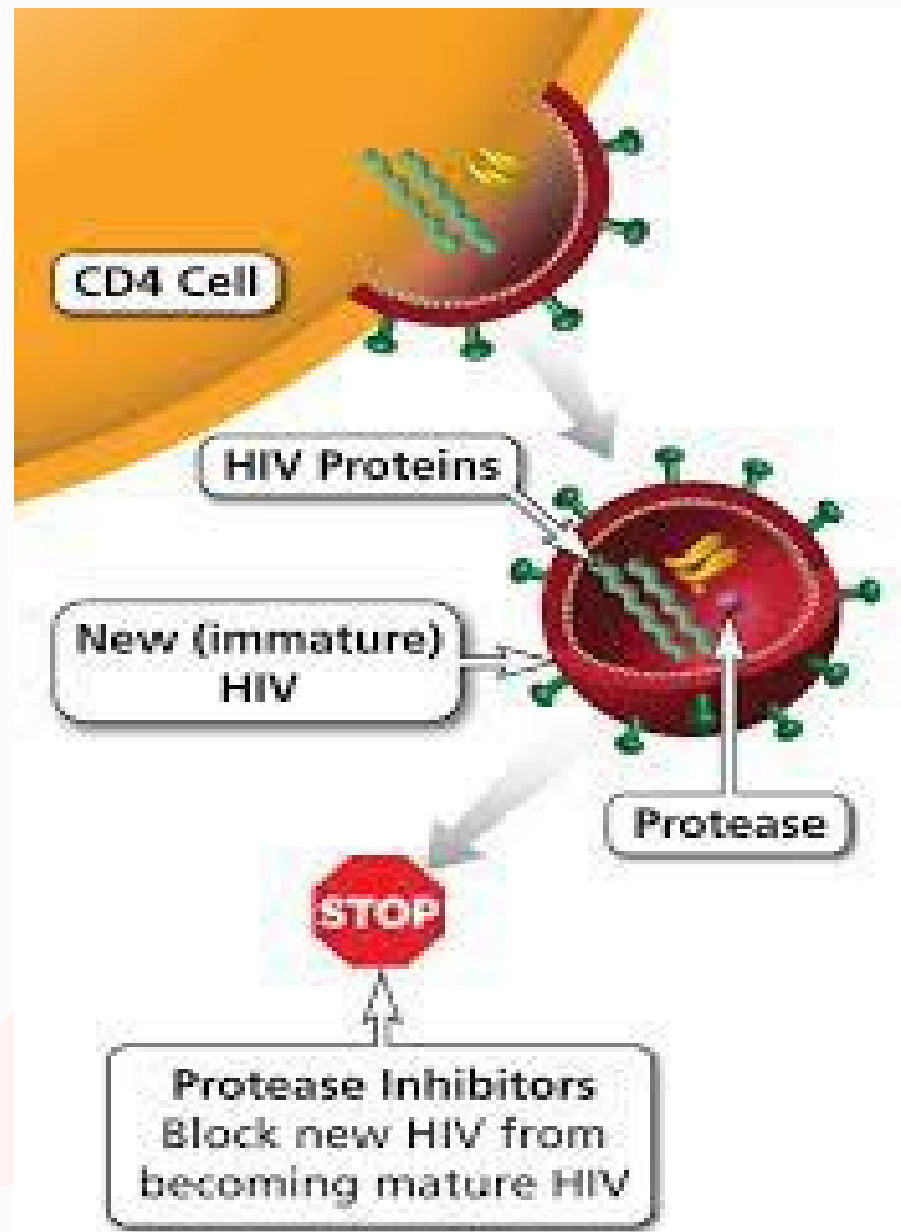 CD4 Cell
HIV Proteins
New (immature)
HIV
Protease
STOP
Protease Inhibitors
Block new HIV from
becoming mature HIV